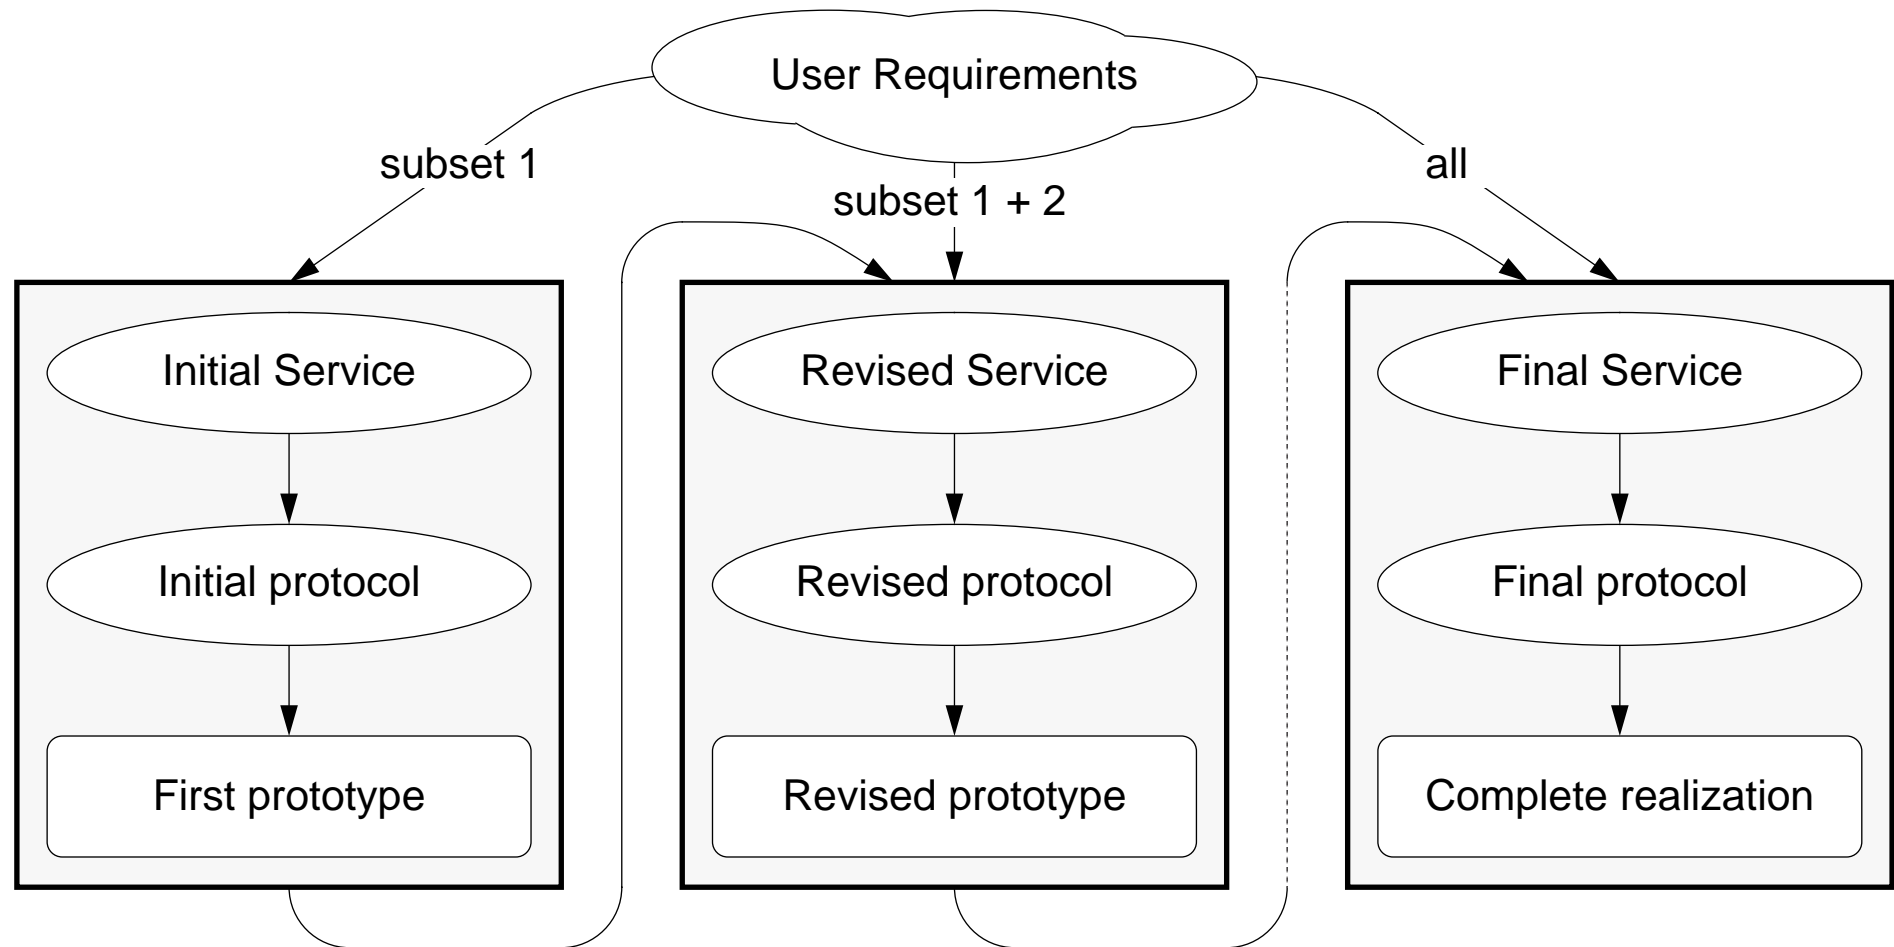 User Requirements
subset 1
all
subset 1 + 2
Initial Service
Revised Service
Final Service
Initial protocol
Revised protocol
Final protocol
First prototype
Revised prototype
Complete realization